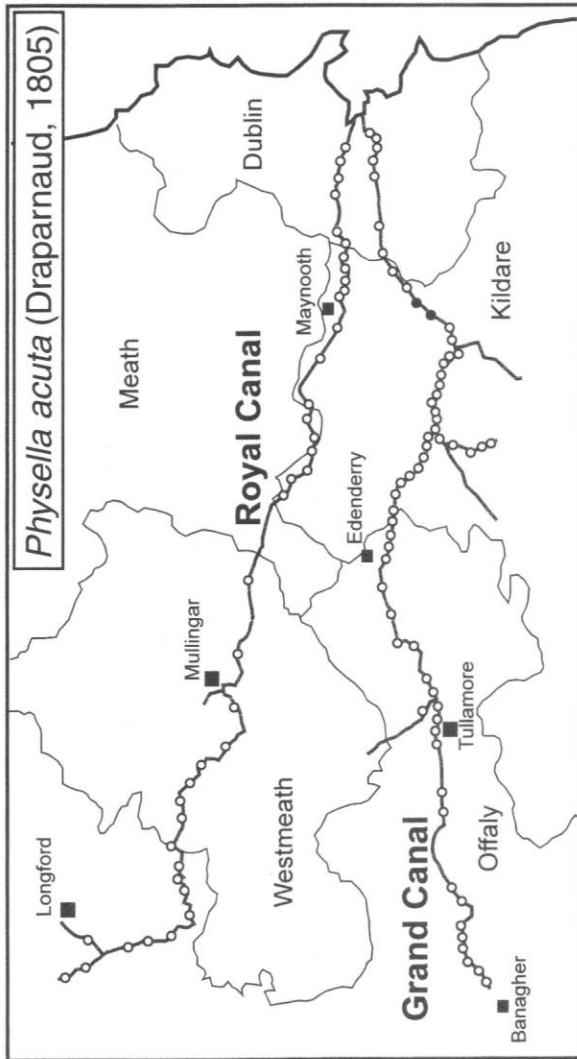 Physella acuta (Draparnaud, 1805)
Longford
Mullingar
Meath
Dublin
Royal Canal
Maynooth
Westmeath
Edenderry
Kildare
Grand Canal
Tullamore
Offaly
Banagher